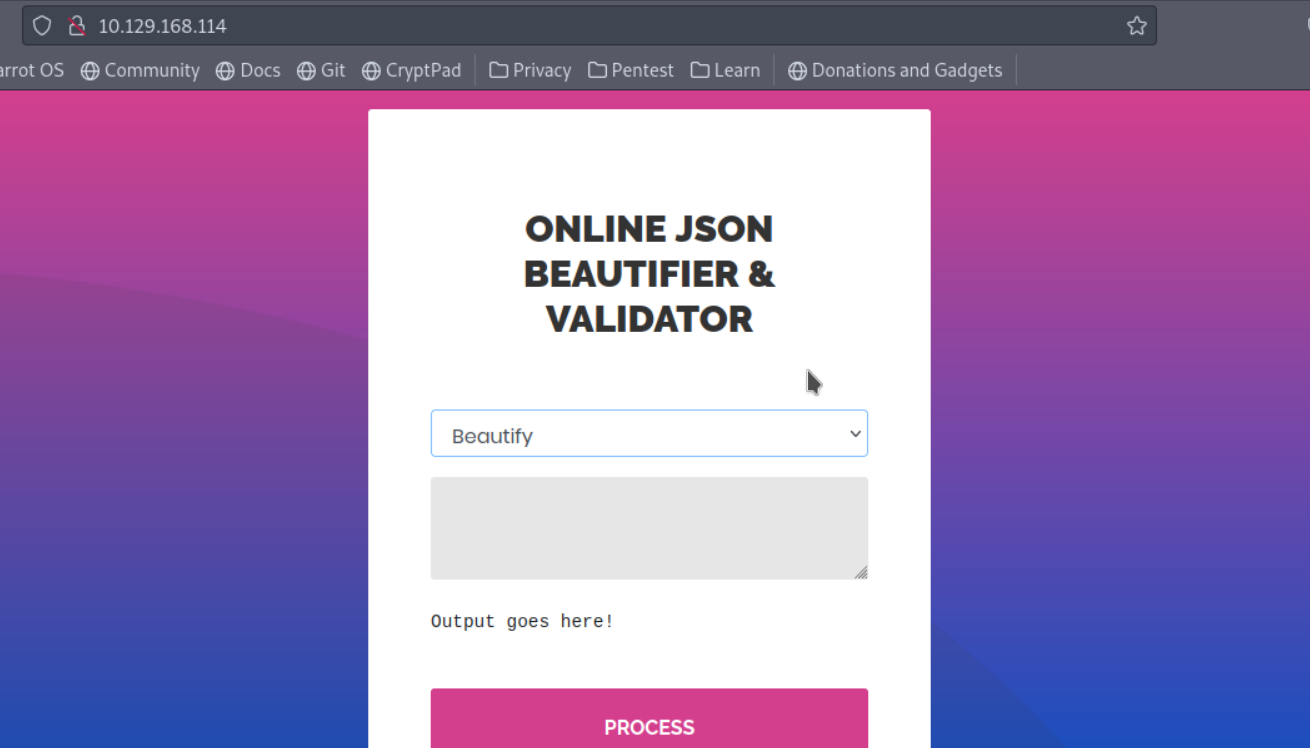 10.129.168.114
arrot OS Community Docs Git CryptPad Privacy Pentest Learn Donations and Gadgets
ONLINE JSON
BEAUTIFIER &
VALIDATOR
Beautify
Output goes here!
PROCESS